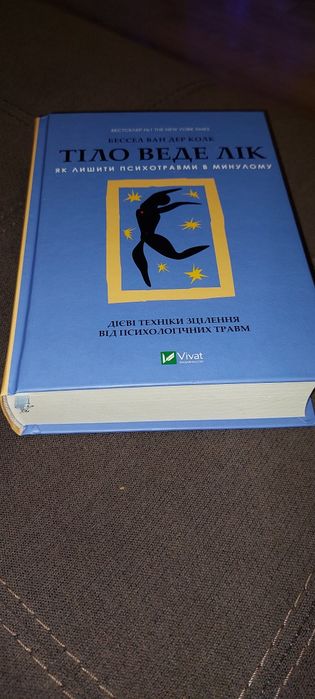 БЕСТСЕЛЕР №1 THE NEW YORK TIMES
БЕССЕЛ ВАН ДЕР КОЛК
ТІЛО ВЕДЕ ЛІК
ЯК ЛИШИТИ ПСИХОТРАВМИ В МИНУЛОМУ
ДІЄВІ ТЕХНІКИ ЗЦІЛЕННЯ
ВІД ПСИХОЛОГІЧНИХ ТРАВМ
Vivat